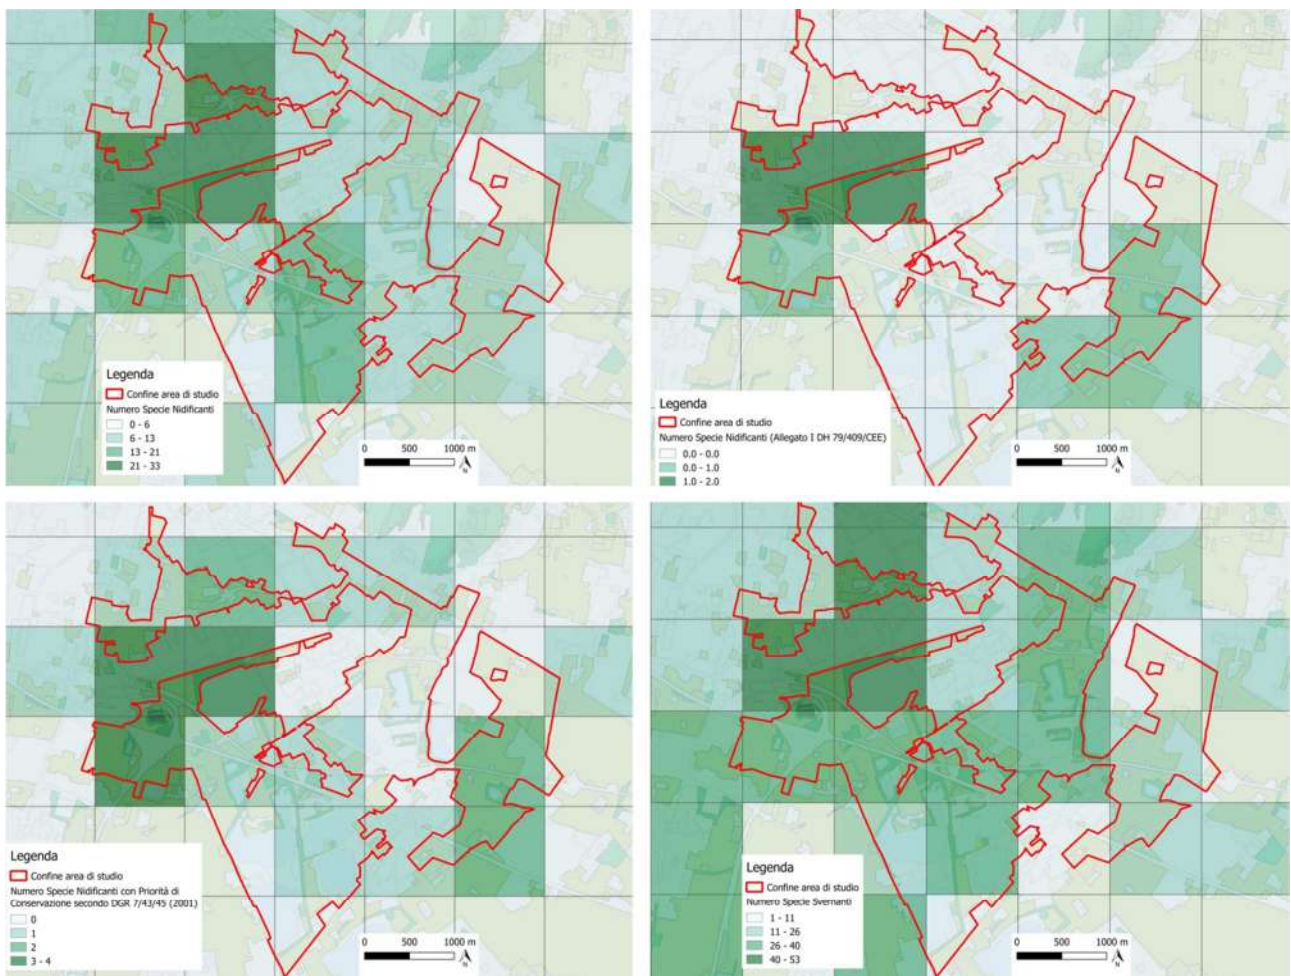 Legenda
Confine area di studio
Numero Specie Nidificanti
0 - 6
6 - 13
13 - 21
21 - 33
0 500 1000 m
N
Legenda
Confine area di studio
Numero Specie Nidificanti (Allegato I DH 79/409/CEE)
0.0 - 0.0
0.0 - 1.0
1.0 - 2.0
0 500 1000 m
N
Legenda
Confine area di studio
Numero Specie Nidificanti con Priorità di
Conservazione secondo DGR 7/43/45 (2001)
0
1
2
3 - 4
0 500 1000 m
N
Legenda
Confine area di studio
Numero Specie Svernanti
1 - 11
11 - 26
26 - 40
40 - 53
0 500 1000 m
N